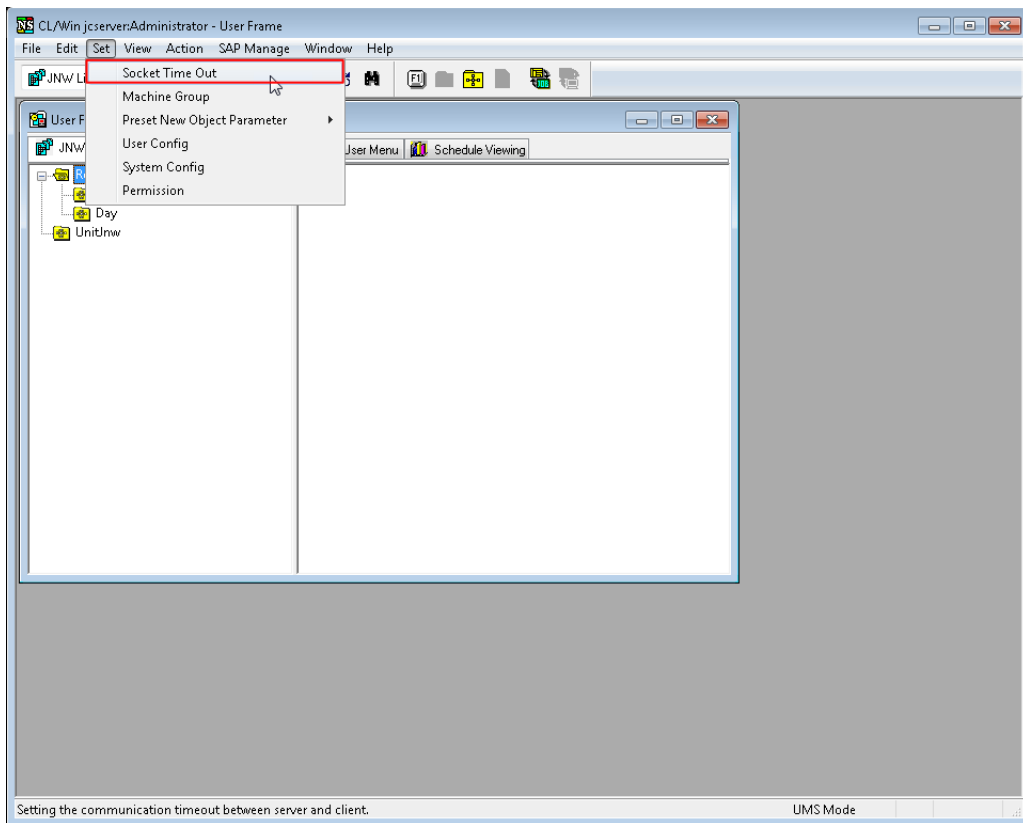 NS CL/Win jcserver:Administrator - User Frame
File Edit Set View Action SAP Manage Window Help
JNW Li
Socket Time Out
F1
Machine Group
User F
Preset New Object Parameter
JNW
User Config
User Menu
Schedule Viewing
System Config
Permission
Day
UnitJnw
Setting the communication timeout between server and client.
UMS Mode